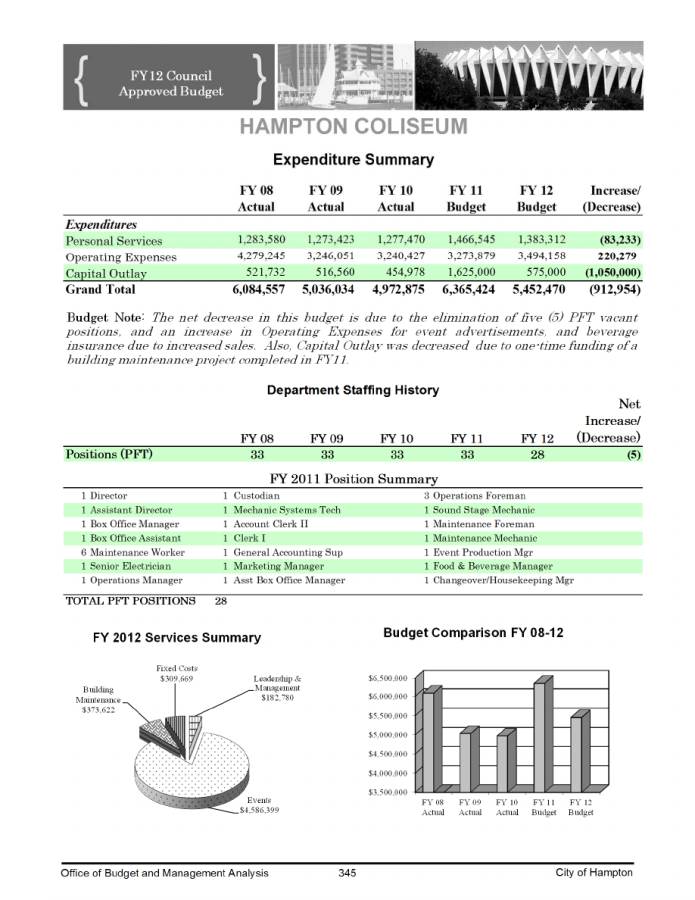 FY12 Council
Approved Budget
HAMPTON COLISEUM
Expenditure Summary
FY 08 FY 09 FY 10 FY 11 FY 12 Increase/
Actual Actual Actual Budget Budget (Decrease)
Expenditures
Personal Services 1,283,580 1,273,423 1,277,470 1,466,545 1,383,312 (83,233)
Operating Expenses 4,279,245 3,246,051 3,240,427 3,273,879 3,494,158 220,279
Capital Outlay 521,732 516,560 454,978 1,625,000 575,000 (1,050,000)
Grand Total 6,084,557 5,036,034 4,972,875 6,365,424 5,452,470 (912,954)
Budget Note: The net decrease in this budget is due to the elimination of five (5) PFT vacant
positions, and an increase in Operating Expenses for event advertisements, and beverage
insurance due to increased sales. Also, Capital Outlay was decreased due to one-time funding of a
building maintenance project completed in FY11.
Department Staffing History
Net
Increase/
FY 08 FY 09 FY 10 FY 11 FY 12 (Decrease)
Positions (PFT) 33 33 33 33 28 (5)
FY 2011 Position Summary
1 Director 1 Custodian 3 Operations Foreman
1 Assistant Director 1 Mechanic Systems Tech 1 Sound Stage Mechanic
1 Box Office Manager 1 Account Clerk II 1 Maintenance Foreman
1 Box Office Assistant 1 Clerk I 1 Maintenance Mechanic
6 Maintenance Worker 1 General Accounting Sup 1 Event Production Mgr
1 Senior Electrician 1 Marketing Manager 1 Food & Beverage Manager
1 Operations Manager 1 Asst Box Office Manager 1 Changeover/Housekeeping Mgr
TOTAL PFT POSITIONS 28
FY 2012 Services Summary
Fixed Costs
$309,669
Building
Maintenance
$373,622
Leadership &
Management
$182,780
Events
$4,586,399
Budget Comparison FY 08-12
$6,500,000
$6,000,000
$5,500,000
$5,000,000
$4,500,000
$4,000,000
$3,500,000
FY 08 FY 09 FY 10 FY 11 FY 12
Actual Actual Actual Budget Budget
Office of Budget and Management Analysis 345 City of Hampton